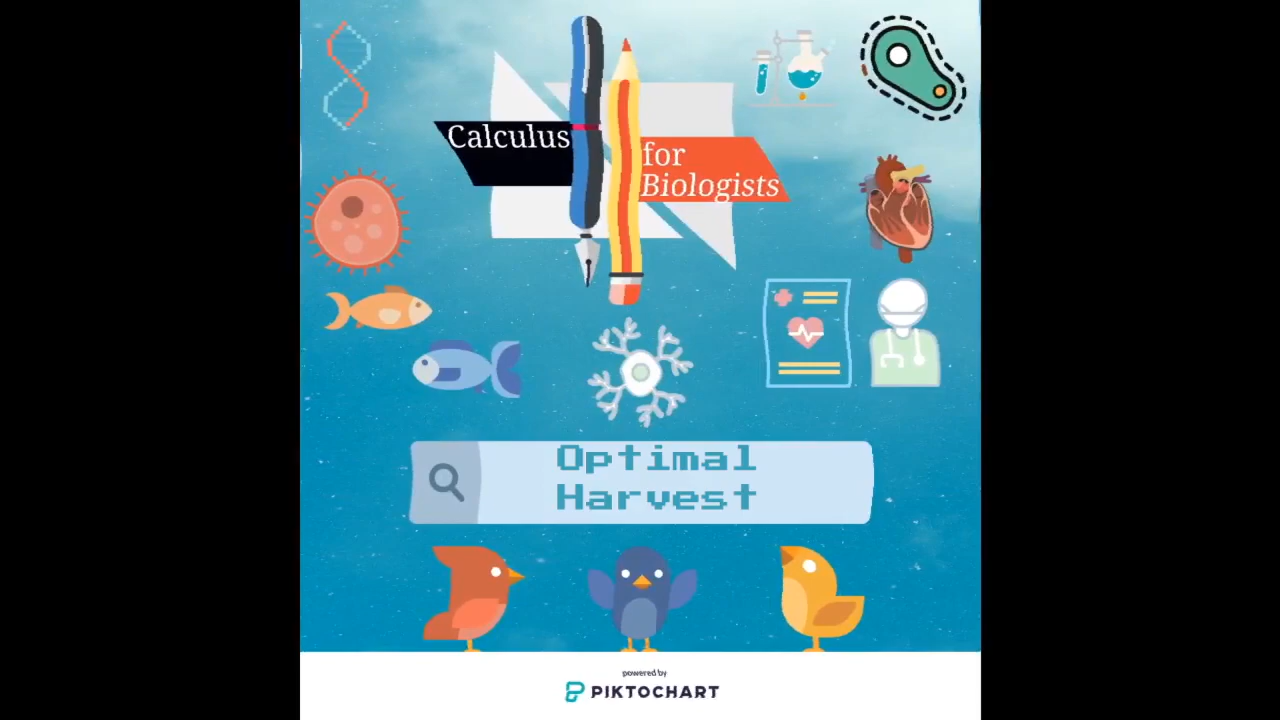 Calculus
for
Biologists
Optimal
Harvest
powered by
PIKTOCHART